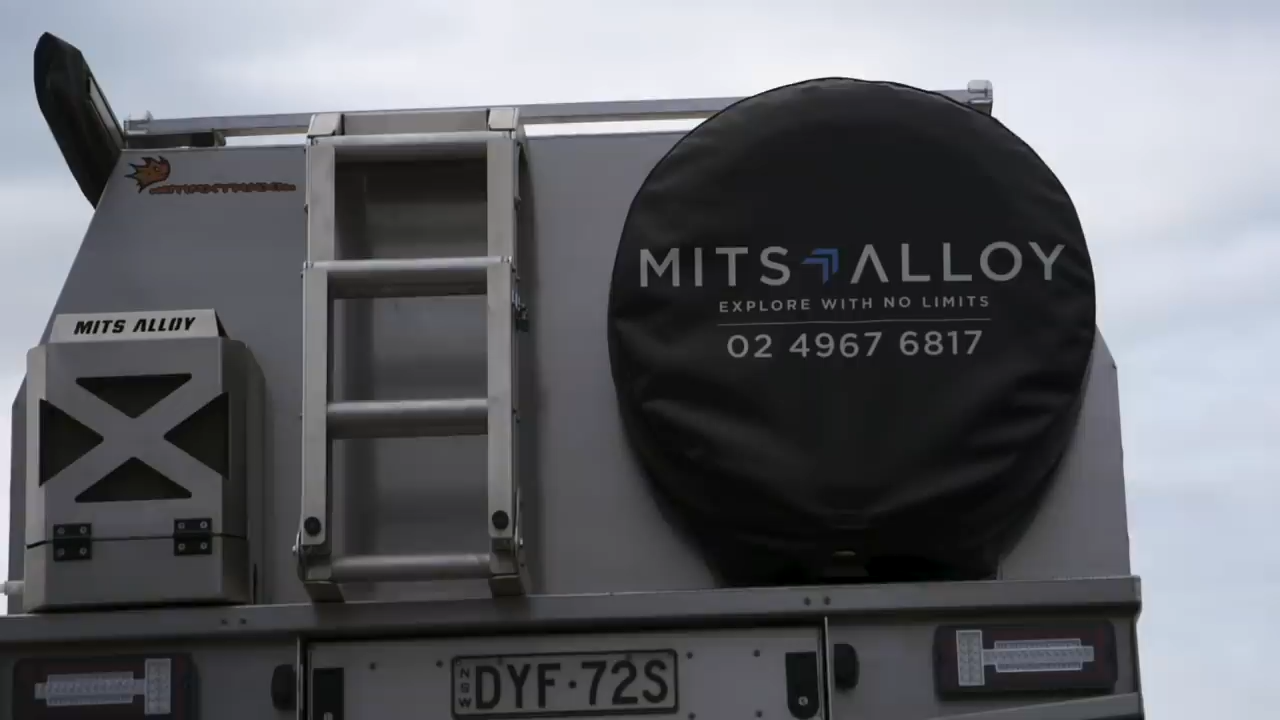 MITS ALLOY
EXPLORE WITH NO LIMITS
02 4967 6817
MITS ALLOY
NSW
DYF·72S